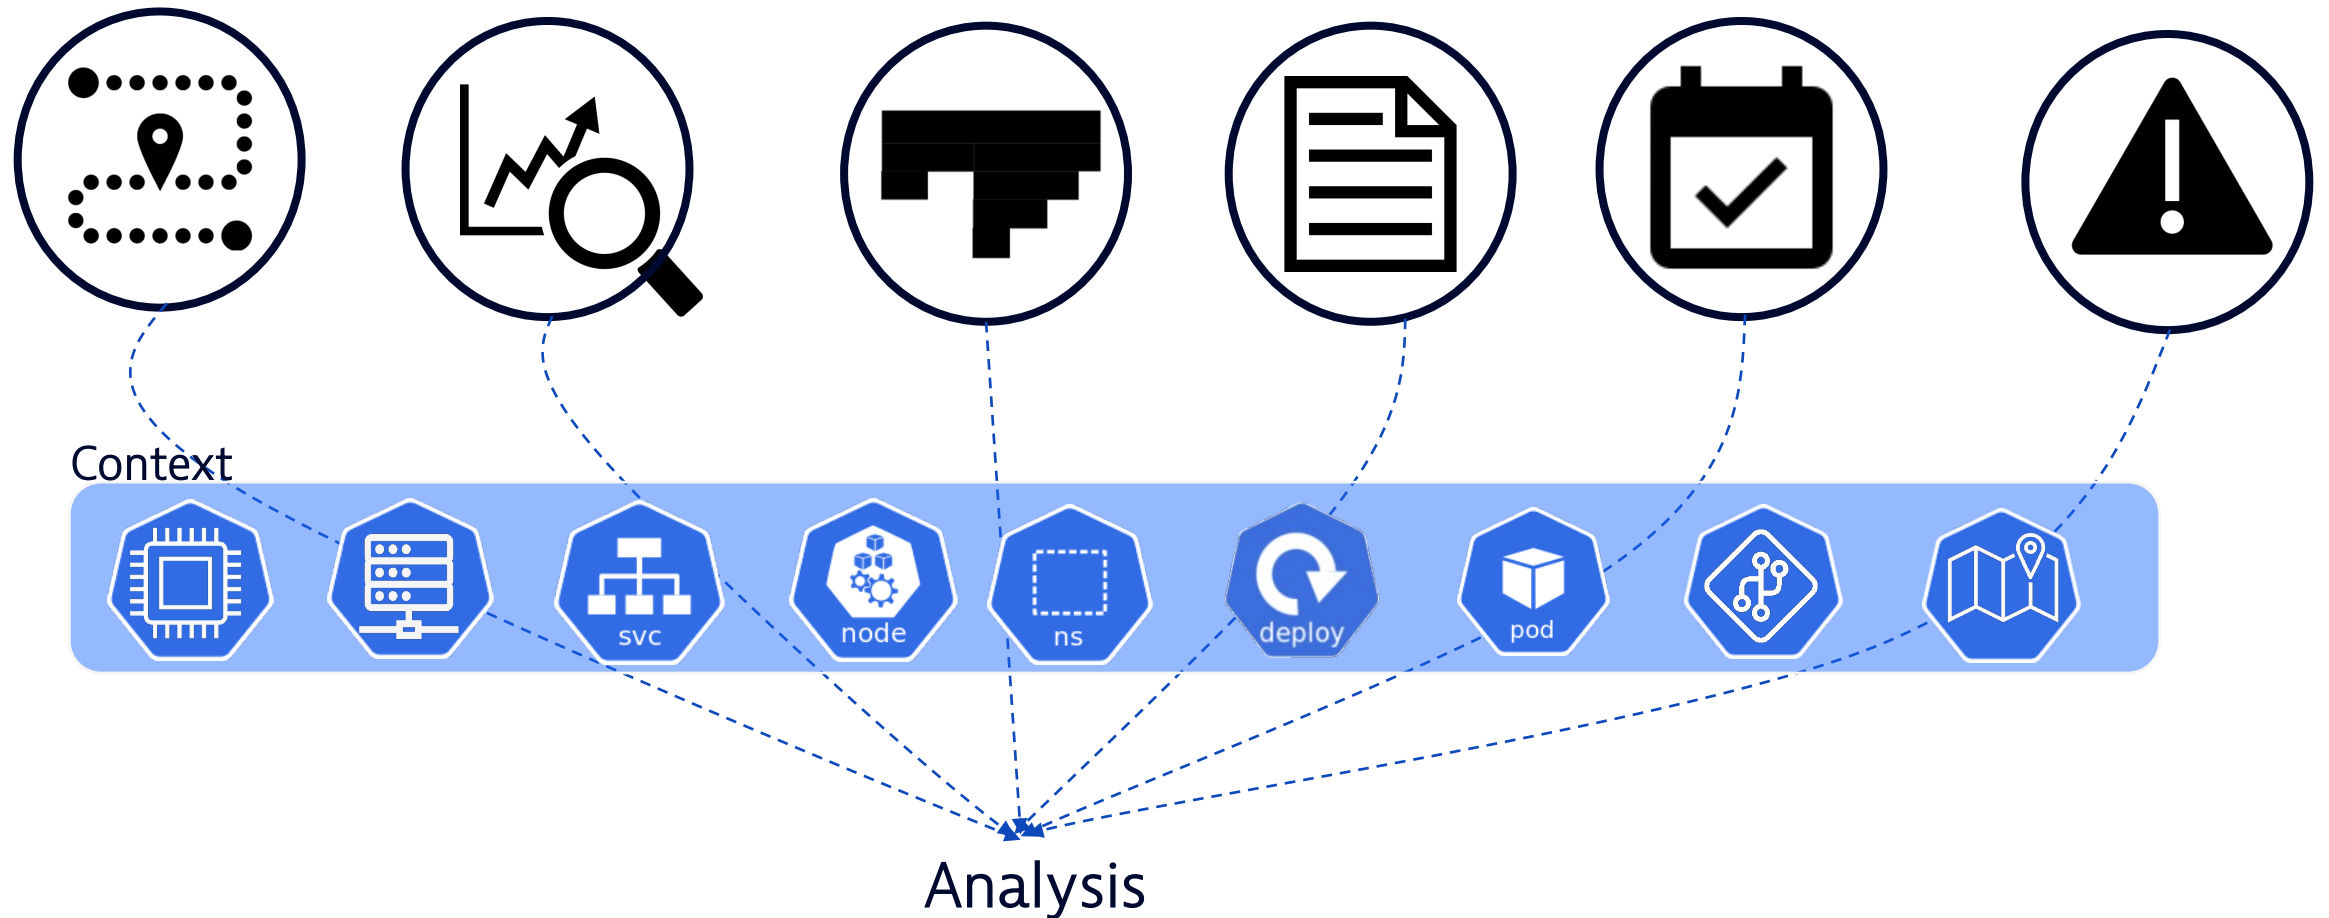 Context
svc
node
ns
deploy
pod
Analysis